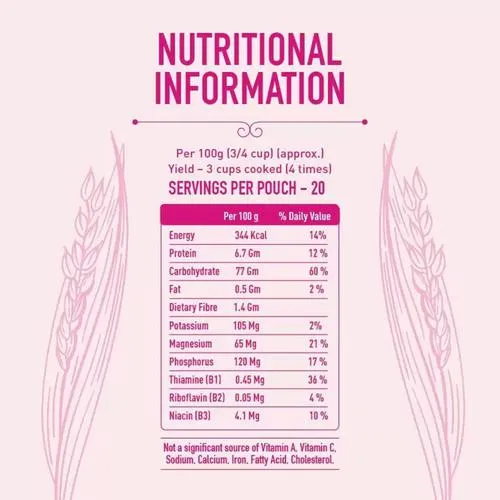 NUTRITIONAL
INFORMATION
Per 100g (3/4 cup) (approx.)
Yield – 3 cups cooked (4 times)
SERVINGS PER POUCH – 20
Per 100 g % Daily Value
Energy 344 Kcal 14%
Protein 6.7 Gm 12 %
Carbohydrate 77 Gm 60 %
Fat 0.5 Gm 2 %
Dietary Fibre 1.4 Gm
Potassium 105 Mg 2%
Magnesium 65 Mg 21 %
Phosphorus 120 Mg 17 %
Thiamine (B1) 0.45 Mg 36 %
Riboflavin (B2) 0.05 Mg 4 %
Niacin (B3) 4.1 Mg 10 %
Not a significant source of Vitamin A, Vitamin C,
Sodium, Calcium, Iron, Fatty Acid, Cholesterol.